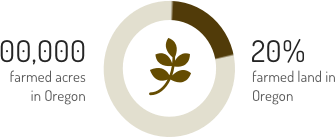 00,000
farmed acres
in Oregon
20%
farmed land in
Oregon